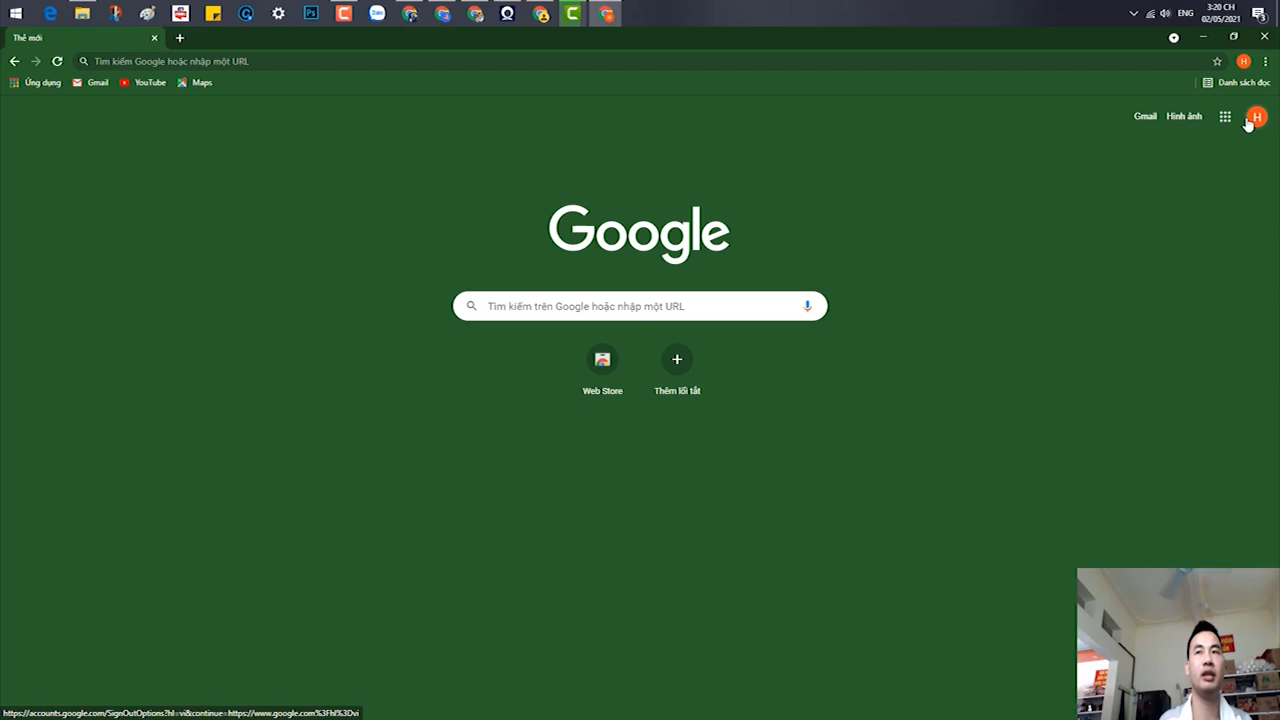 3:20 CH
ENG
02/05/2021
3
Thẻ mới
Tìm kiếm Google hoặc nhập một URL
H
Ứng dụng
Gmail
YouTube
Maps
Danh sách đọc
Gmail
Hình ảnh
H
Google
Tìm kiếm trên Google hoặc nhập một URL
Web Store
Thêm lối tắt
https://accounts.google.com/SignOutOptions?hl=vi&continue=https://www.google.com%3Fhl%3Dvi